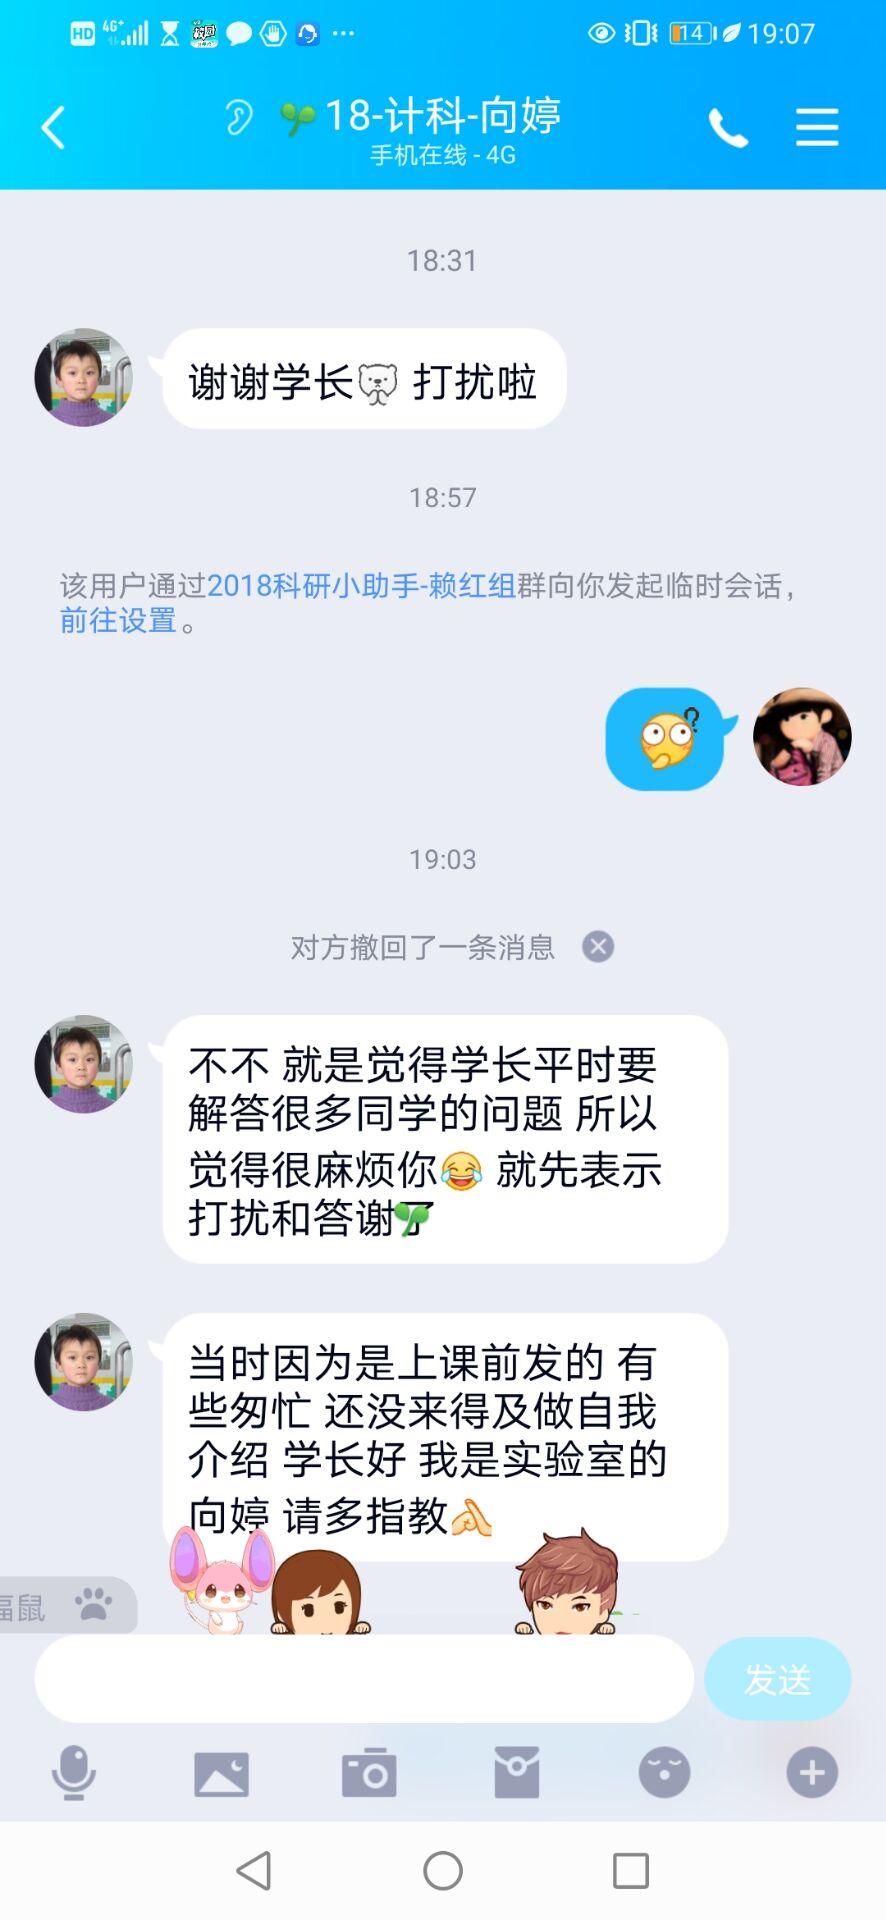 HD 4G+ 14 19:07
18-计科-向婷
手机在线 - 4G
18:31
谢谢学长 打扰啦
18:57
该用户通过2018科研小助手-赖红组群向你发起临时会话，
前往设置。
?
19:03
对方撤回了一条消息
不不 就是觉得学长平时要
解答很多同学的问题 所以
觉得很麻烦你😂 就先表示
打扰和答谢了
当时因为是上课前发的 有
些匆忙 还没来得及做自我
介绍 学长好 我是实验室的
向婷 请多指教
福鼠
发送